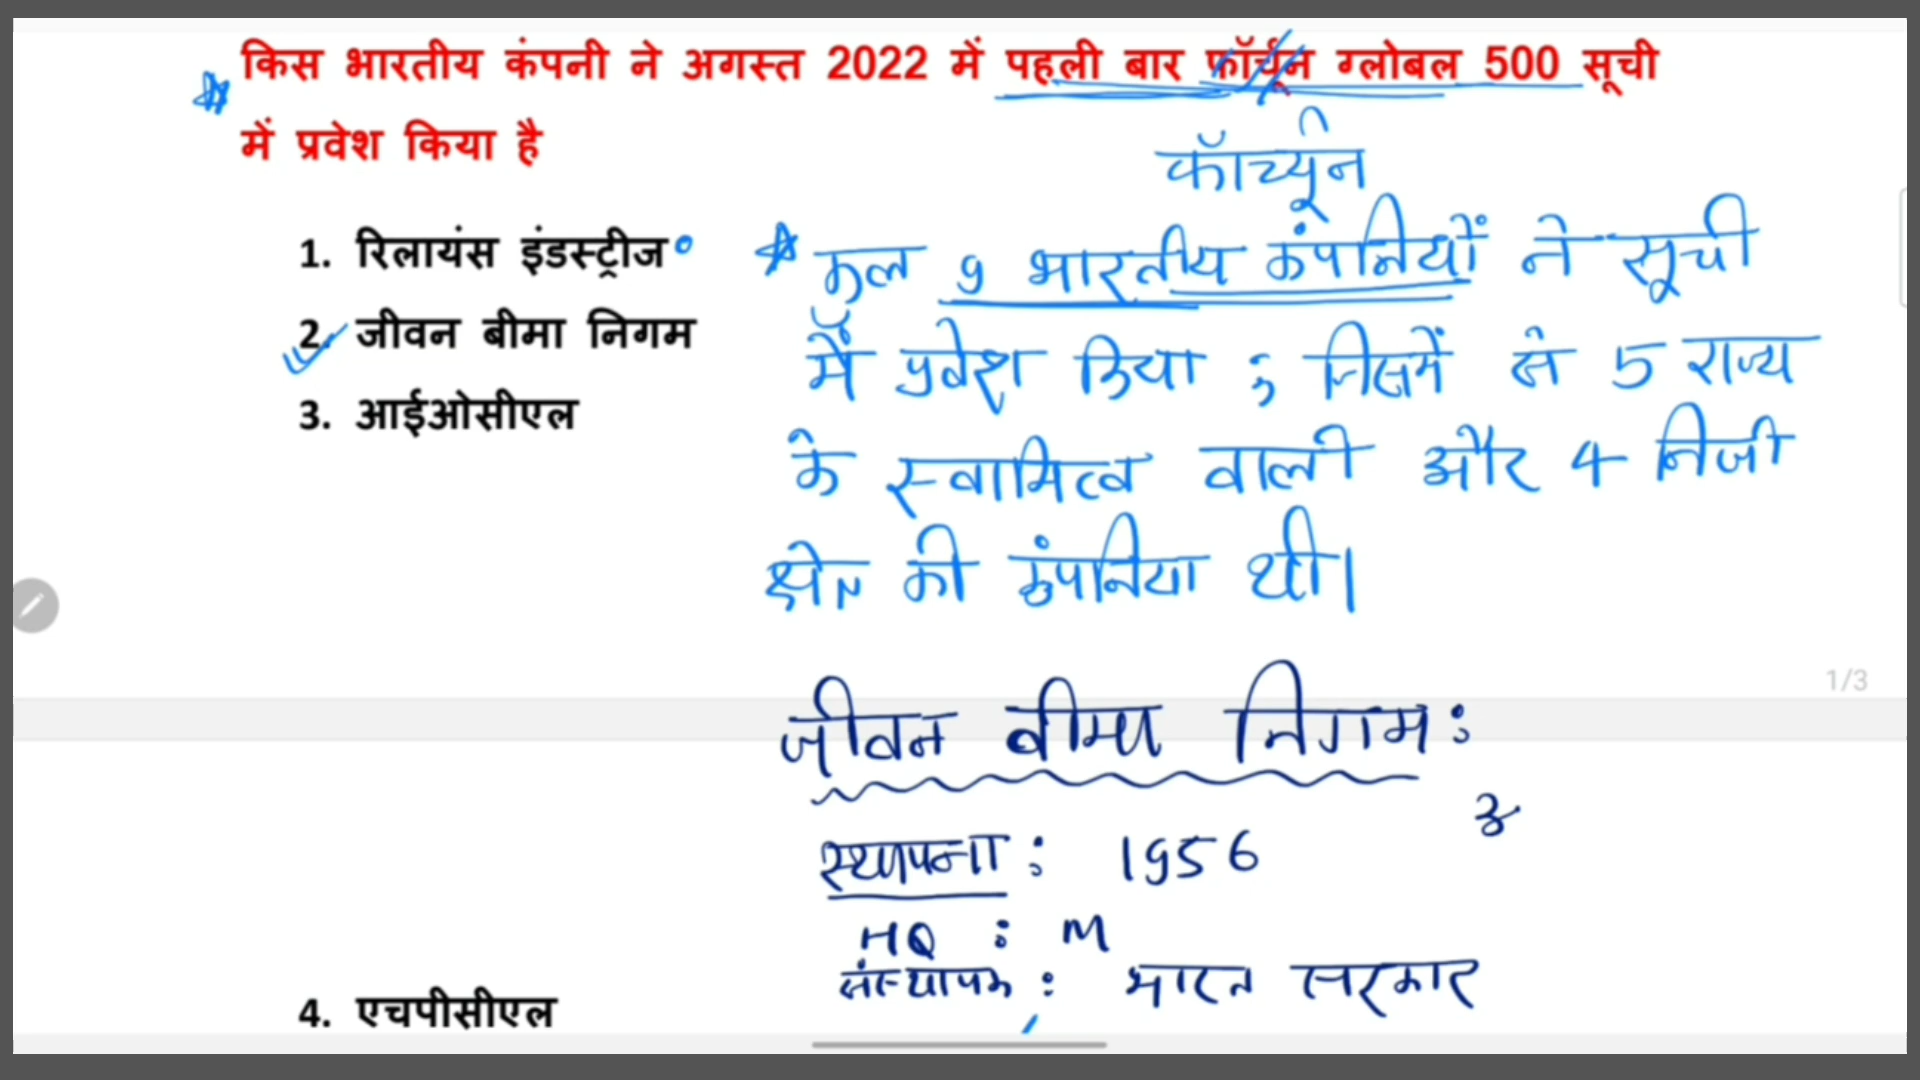 किस भारतीय कंपनी ने अगस्त 2022 में पहली बार फॉर्चून ग्लोबल 500 सूची
में प्रवेश किया है
फॉर्च्यून
1. रिलायंस इंडस्ट्रीज
2. जीवन बीमा निगम
3. आईओसीएल
कुल 9 भारतीय कंपनियों ने सूची
में प्रवेश किया ; जिसमें से 5 राज्य
के स्वामित्व वाली और 4 निजी
क्षेत्र की कंपनिया थी।
1/3
जीवन बीमा निगम :
स्थापना : 1956
HQ : M
संस्थापक : भारत सरकार
4. एचपीसीएल